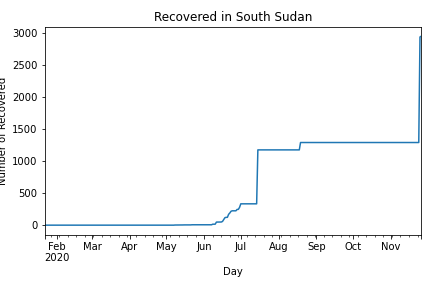 Recovered in South Sudan
Number of Recovered
3000
2500
2000
1500
1000
500
0
Feb Mar Apr May Jun Jul Aug Sep Oct Nov
2020
Day